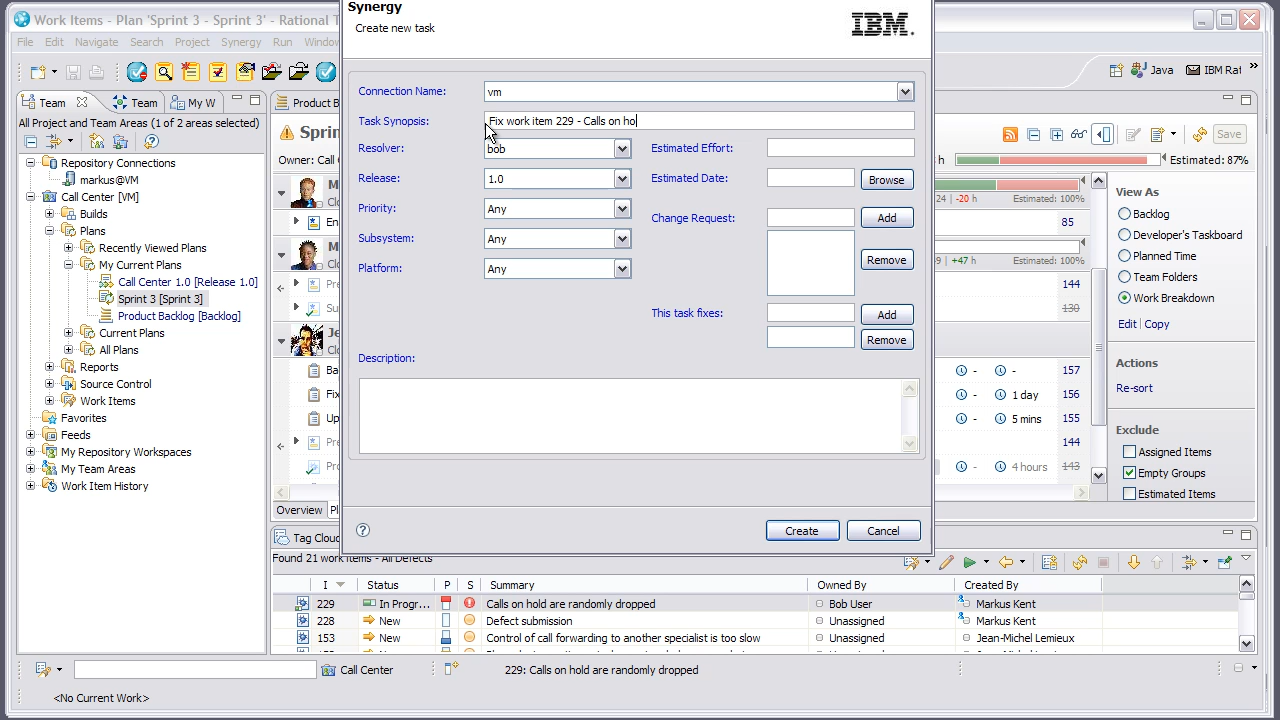 Work Items - Plan 'Sprint 3 - Sprint 3' - Rational T
File Edit Navigate Search Project Synergy Run Window
Java IBM Rat »
Team Team My W
All Project and Team Areas (1 of 2 areas selected)
Repository Connections
markus@VM
Call Center [VM]
Builds
Plans
Recently Viewed Plans
My Current Plans
Call Center 1.0 [Release 1.0]
Sprint 3 [Sprint 3]
Product Backlog [Backlog]
Current Plans
All Plans
Reports
Source Control
Work Items
Favorites
Feeds
My Repository Workspaces
My Team Areas
Work Item History
Product B
Sprin
Owner: Call
Overview
Synergy
Create new task
IBM.
Connection Name: vm
Task Synopsis: Fix work item 229 - Calls on ho
Resolver: bob
Release: 1.0
Priority: Any
Subsystem: Any
Platform: Any
Estimated Effort:
Estimated Date: Browse
Change Request: Add
Remove
This task fixes: Add
Remove
Description:
Create Cancel
Save
h Estimated: 87%
24 | -20 h Estimated: 100%
85
9 | +47 h Estimated: 100%
144
130
- - 157
- 1 day 156
- 5 mins 155
144
- 4 hours 143
View As
Backlog
Developer's Taskboard
Planned Time
Team Folders
Work Breakdown
Edit | Copy
Actions
Re-sort
Exclude
Assigned Items
Empty Groups
Estimated Items
Tag Clou
Found 21 work items - All Defects
I Status P S Summary Owned By Created By
229 In Progr... Calls on hold are randomly dropped Bob User Markus Kent
228 New Defect submission Unassigned Markus Kent
153 New Control of call forwarding to another specialist is too slow Unassigned Jean-Michel Lemieux
Call Center 229: Calls on hold are randomly dropped
<No Current Work>